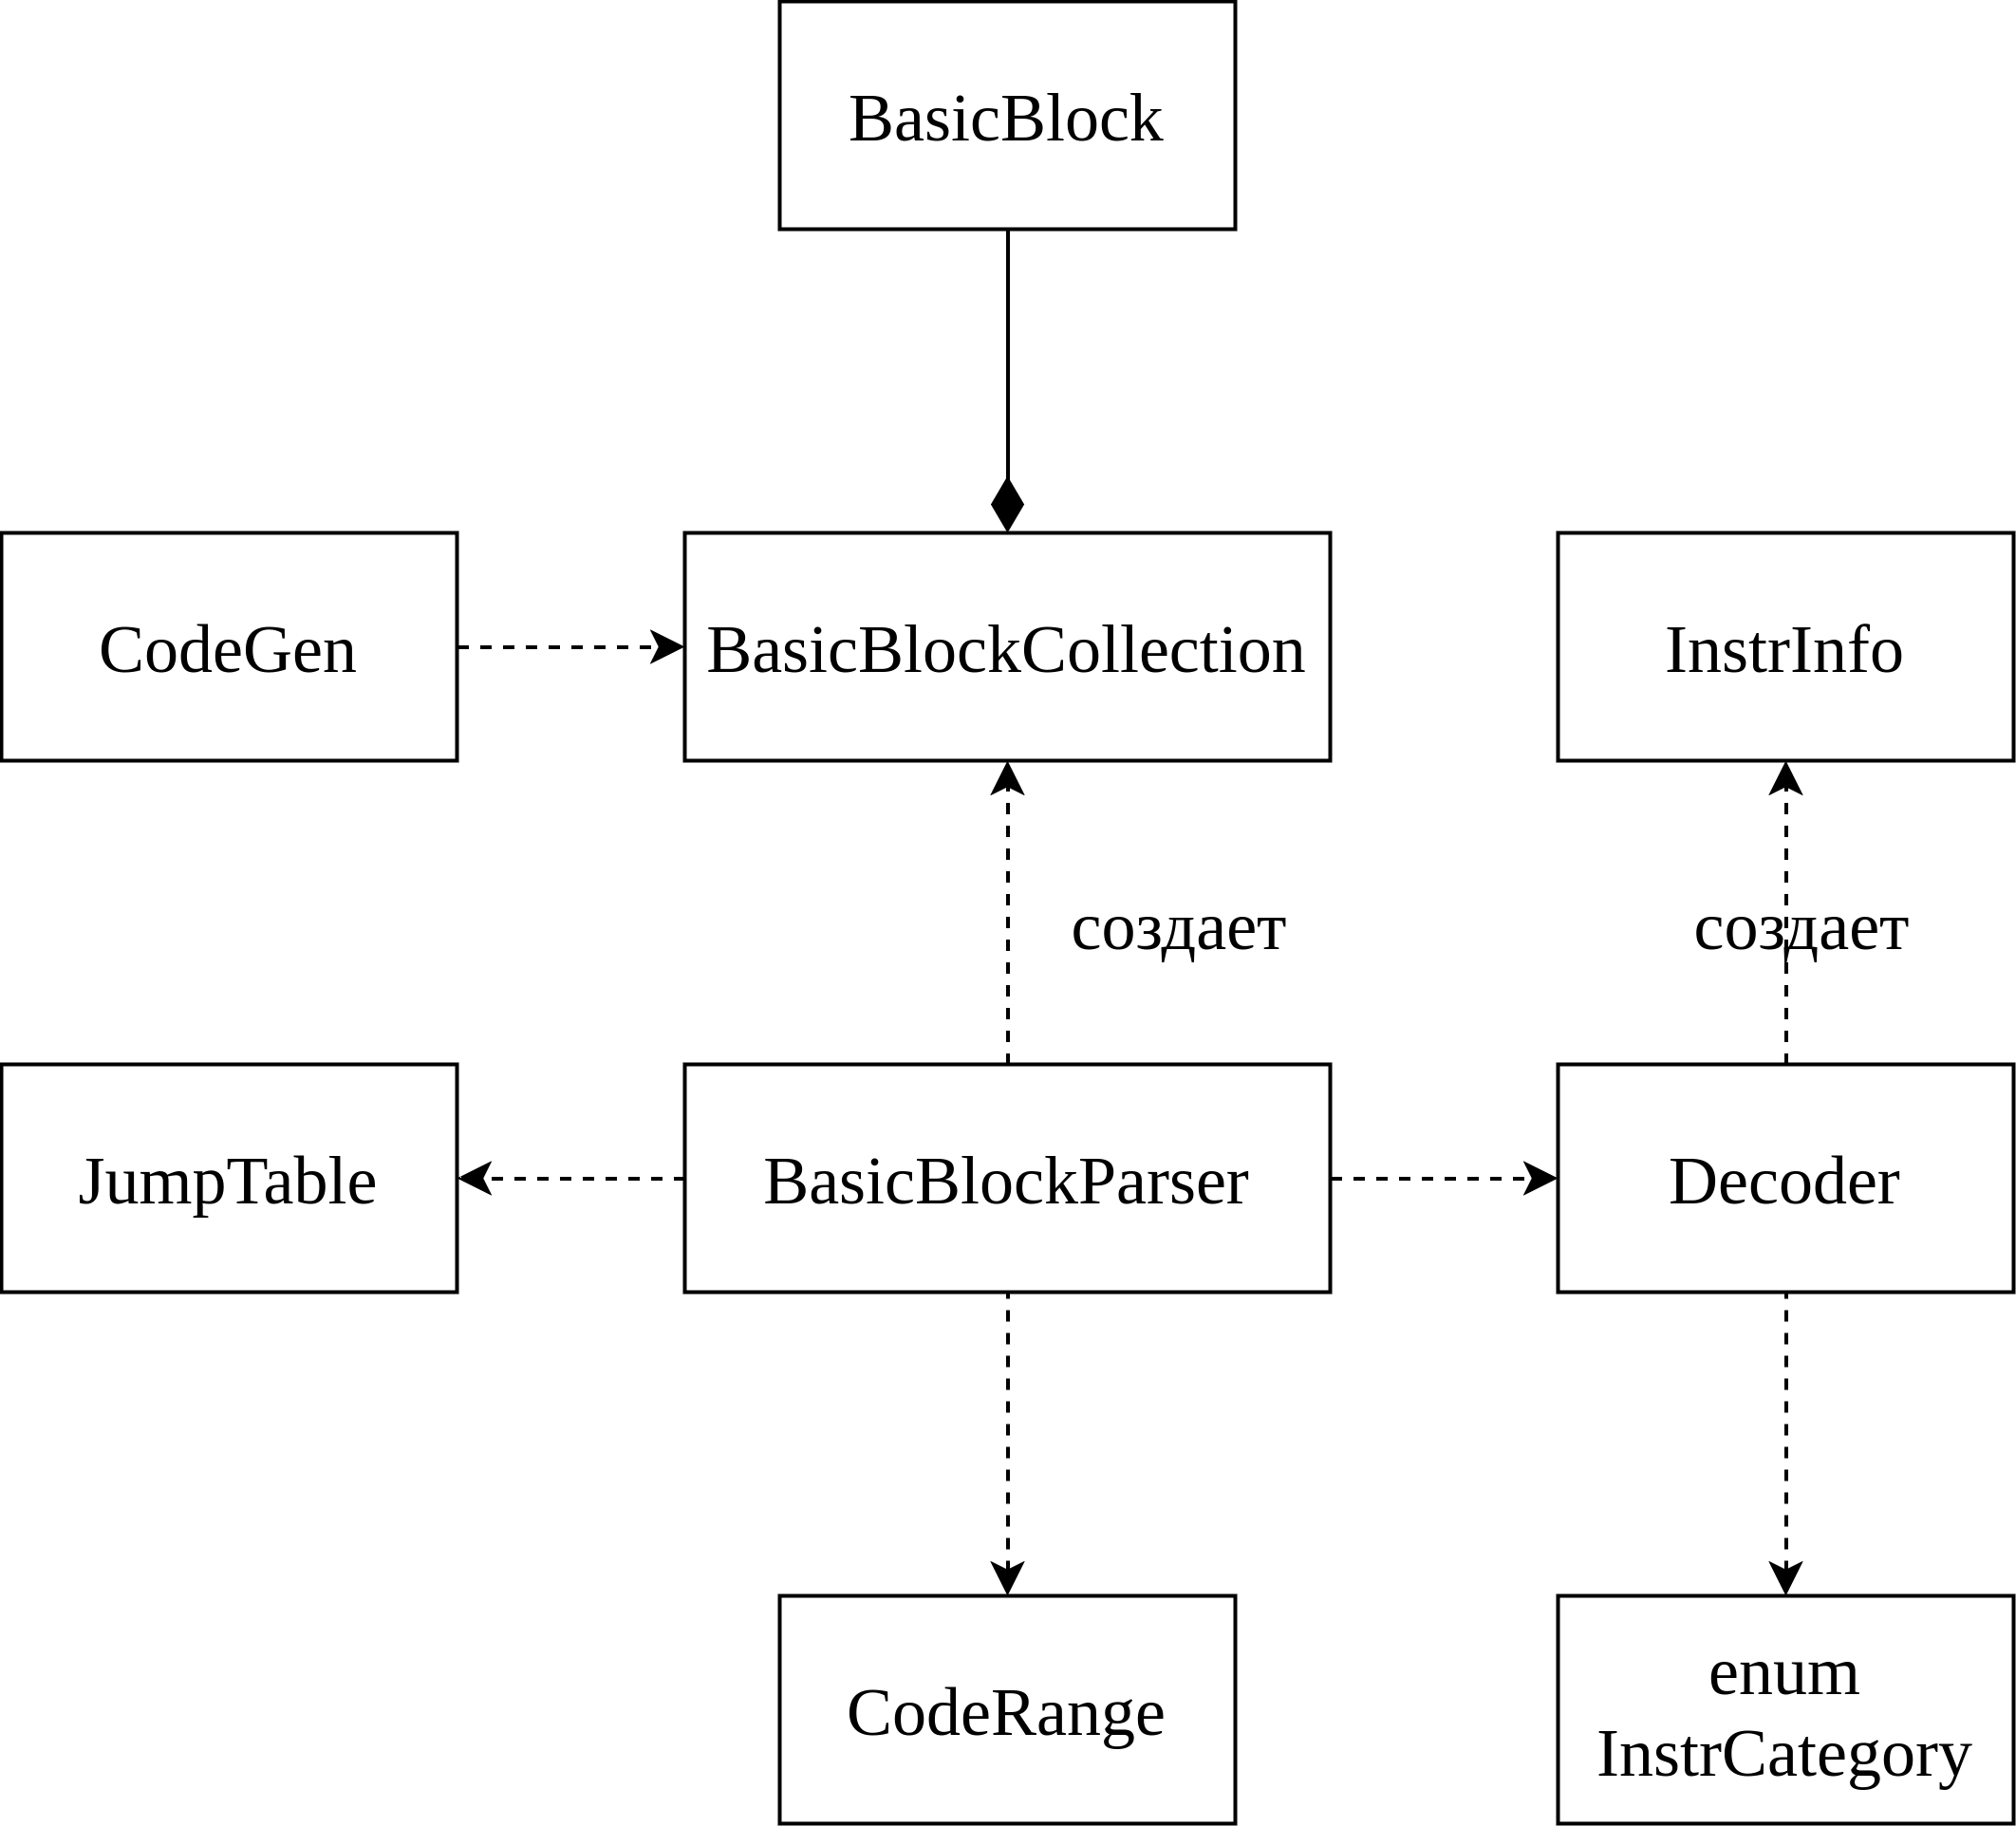 BasicBlock
CodeGen
BasicBlockCollection
InstrInfo
создает
создает
JumpTable
BasicBlockParser
Decoder
CodeRange
enum
InstrCategory